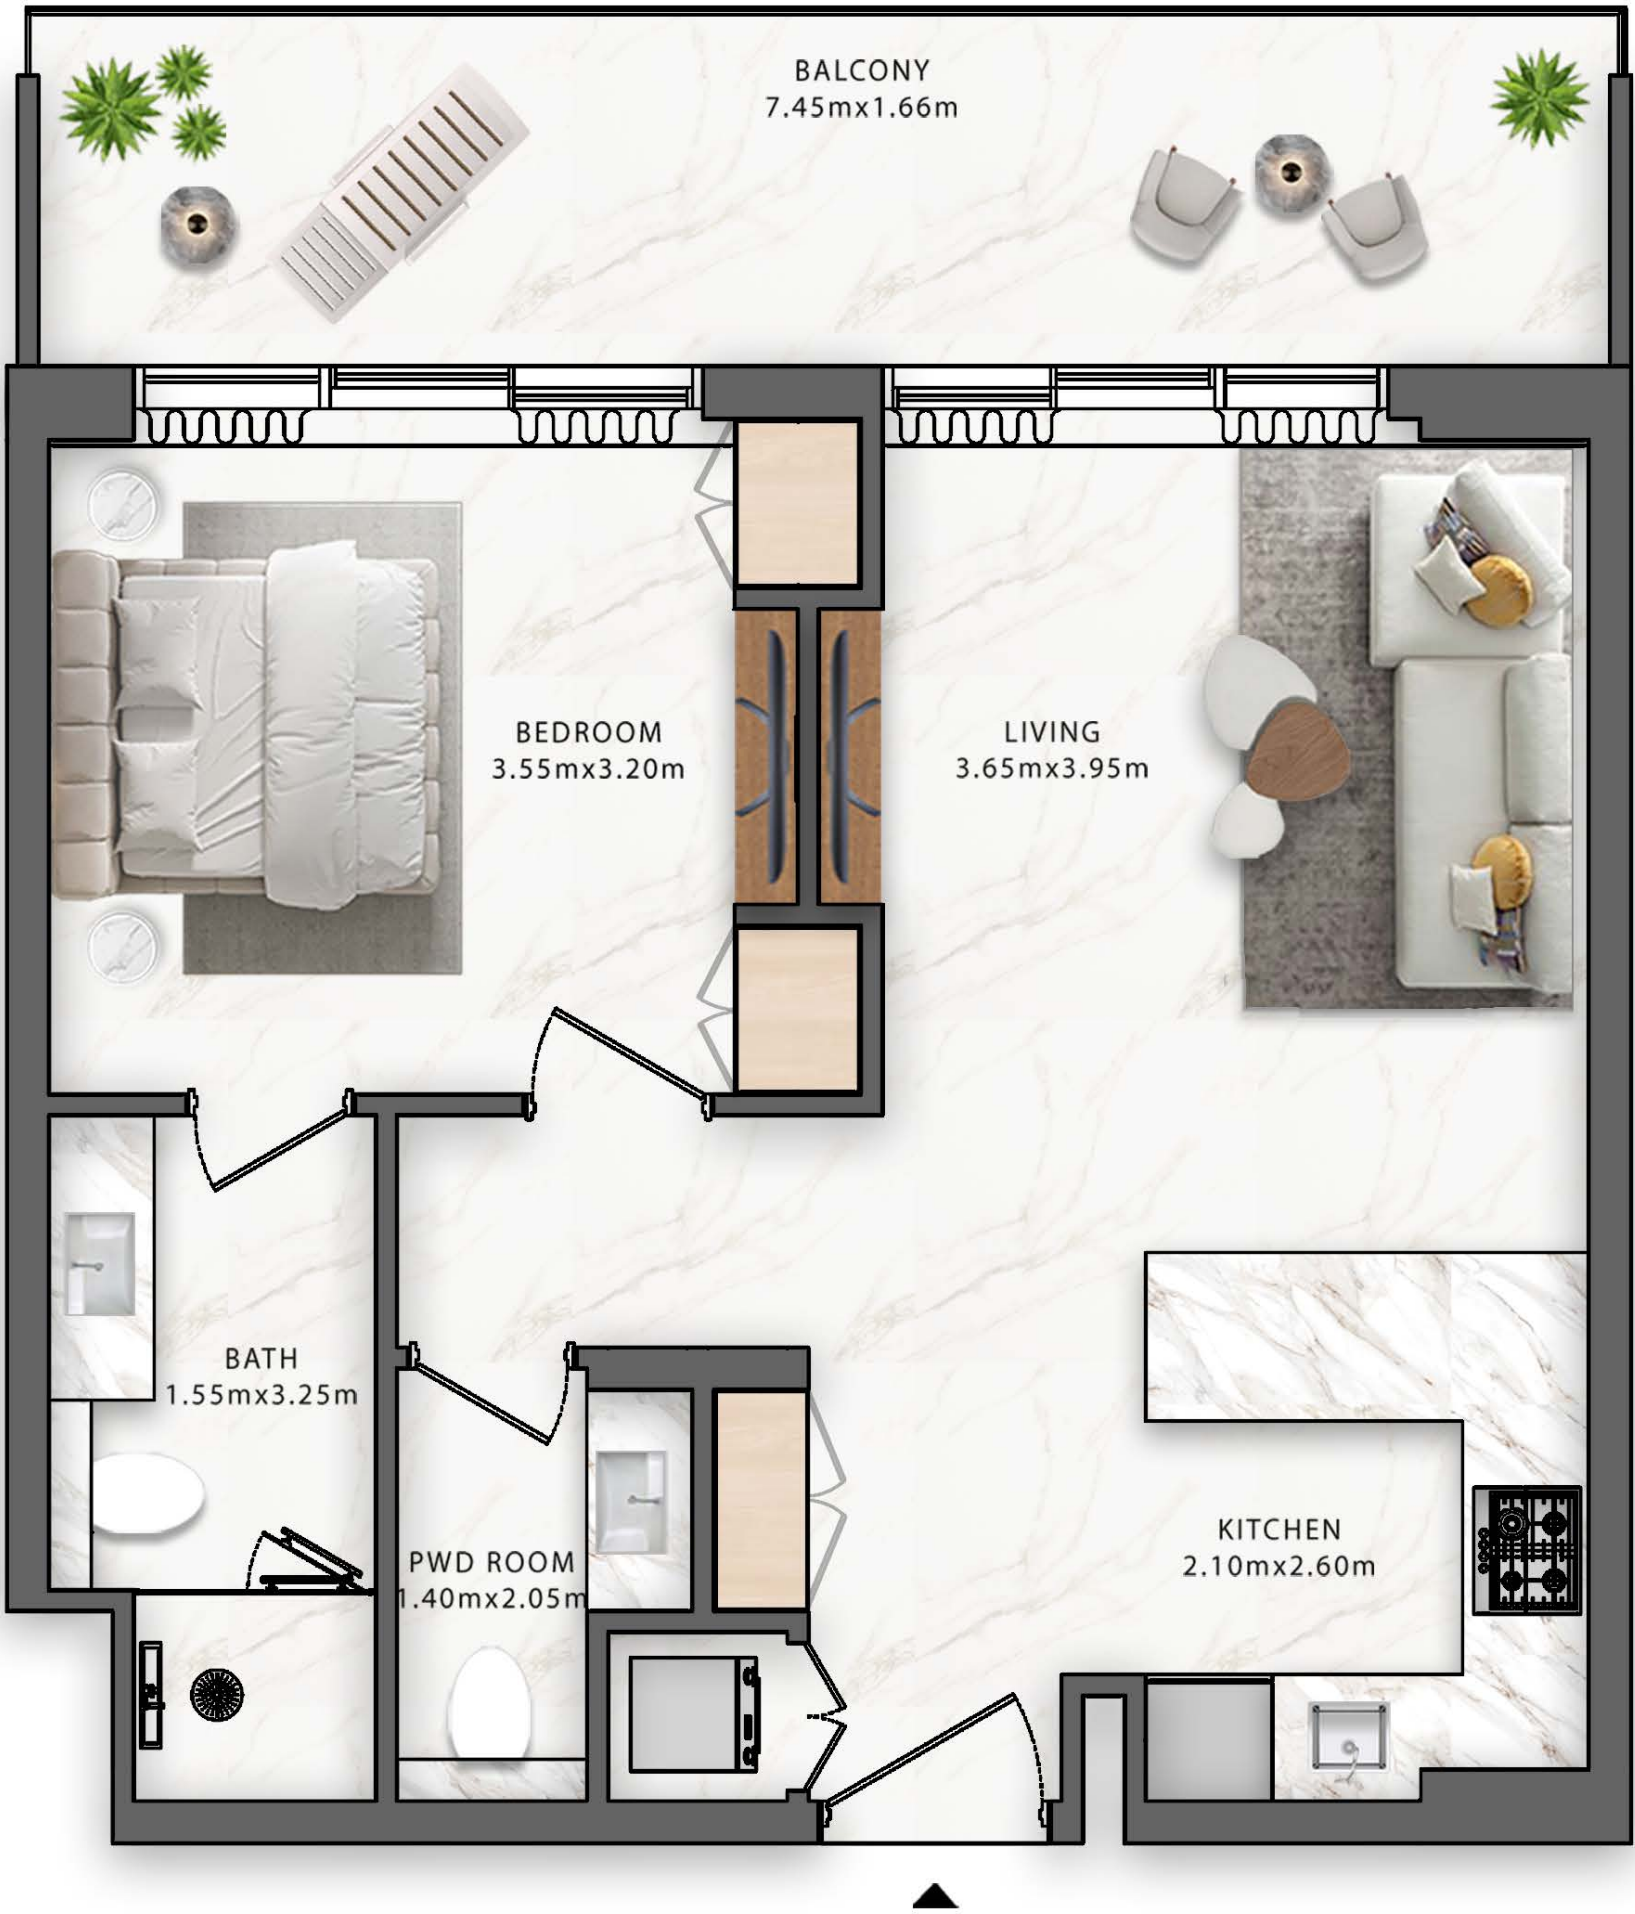 BALCONY
7.45mx1.66m
BEDROOM
3.55mx3.20m
LIVING
3.65mx3.95m
BATH
1.55mx3.25m
PWD ROOM
1.40mx2.05m
KITCHEN
2.10mx2.60m